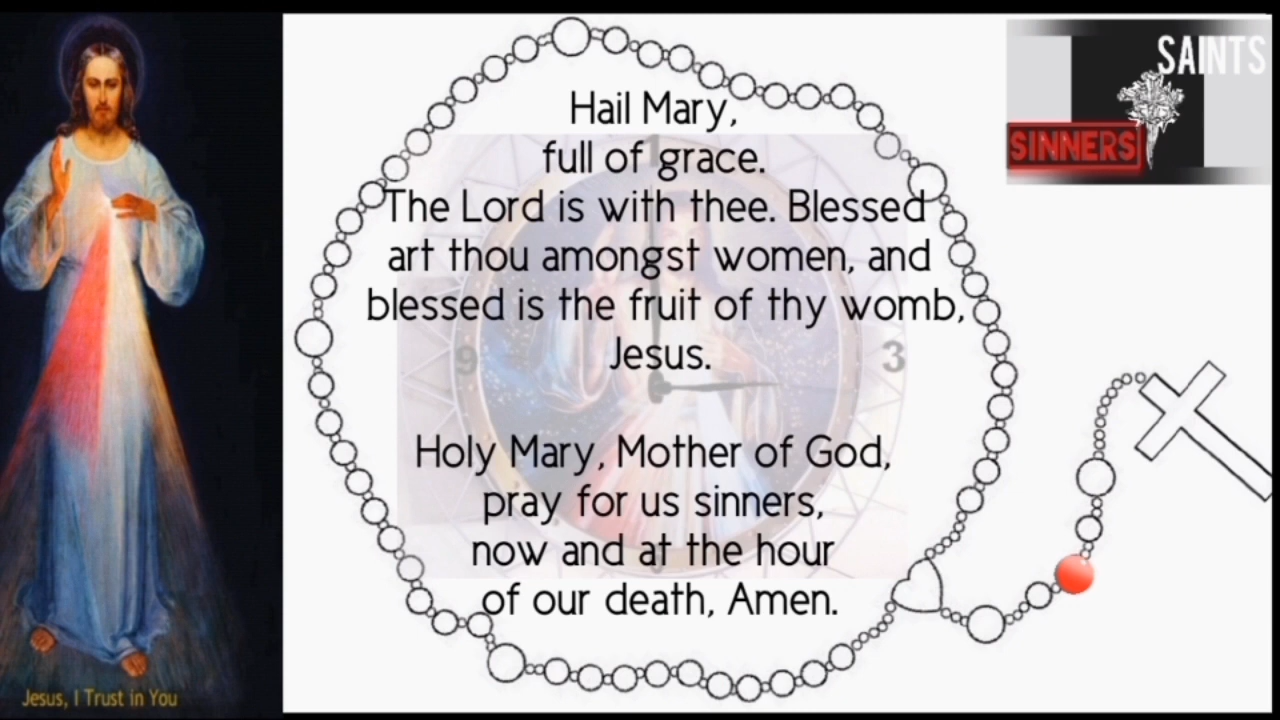 Hail Mary,
full of grace.
The Lord is with thee. Blessed
art thou amongst women, and
blessed is the fruit of thy womb,
Jesus.
Holy Mary, Mother of God,
pray for us sinners,
now and at the hour
of our death, Amen.
SAINTS
SINNERS
1
9
3
Jesus, I Trust in You